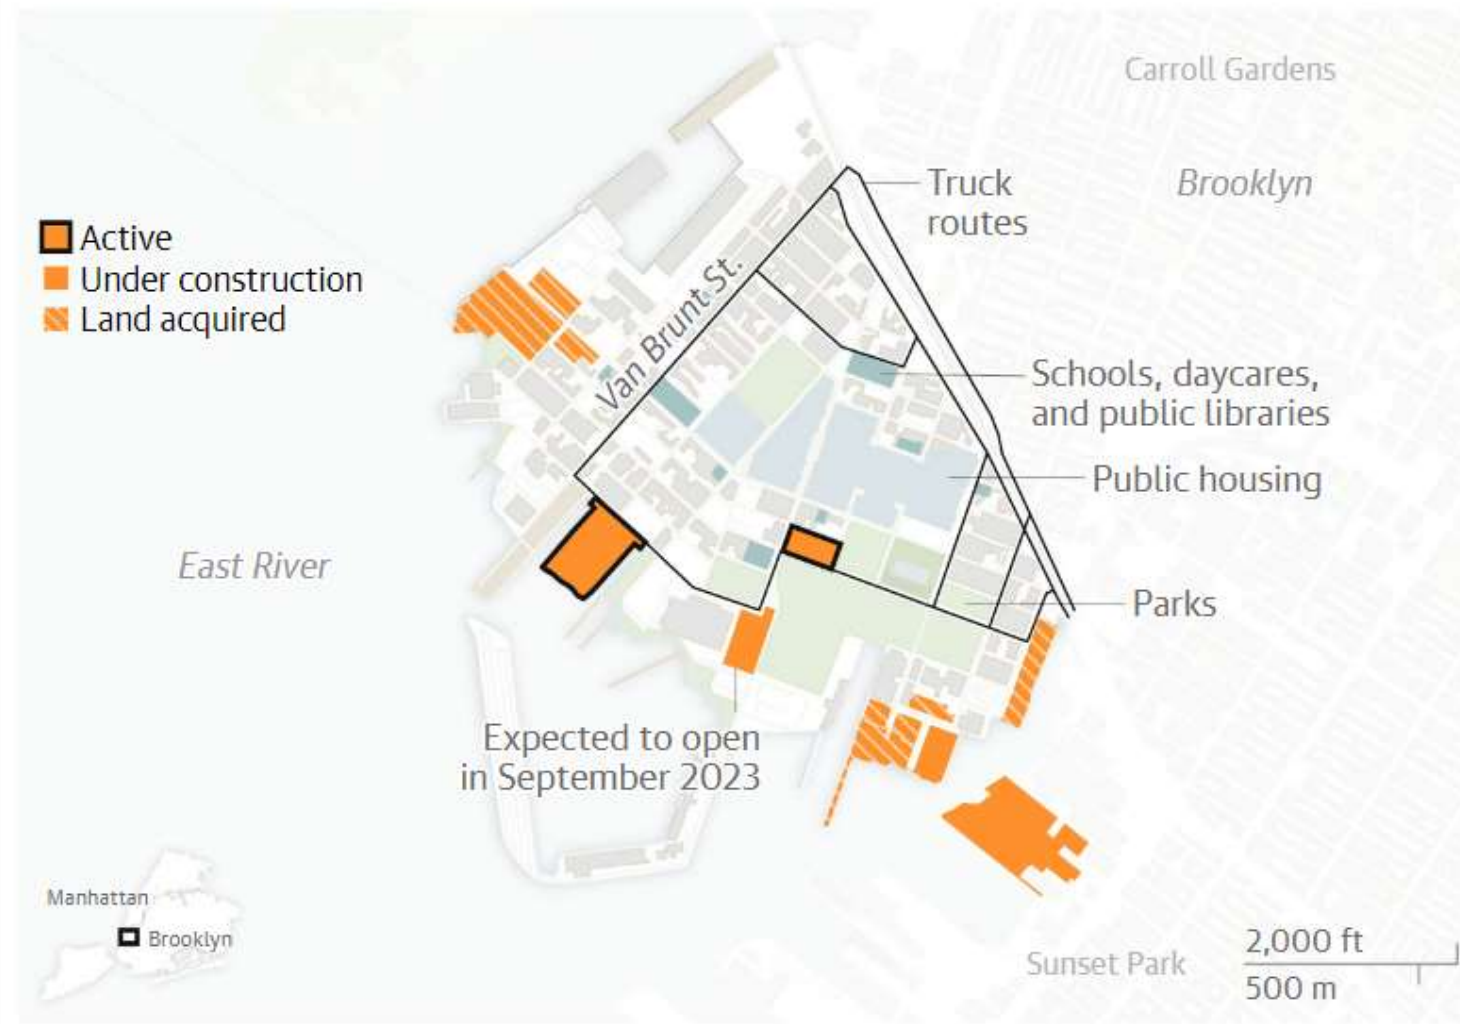 Carroll Gardens
Truck
routes
Brooklyn
Active
Under construction
Land acquired
Van Brunt St.
Schools, daycares,
and public libraries
Public housing
East River
Parks
Expected to open
in September 2023
Manhattan
Brooklyn
Sunset Park
2,000 ft
500 m